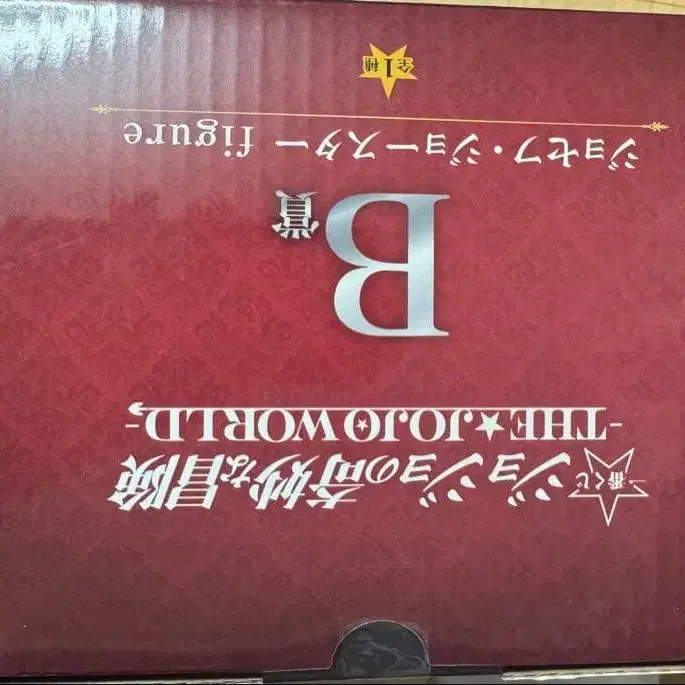 一番くじ
ジョジョの奇妙な冒険
-THE★JOJO WORLD-
B賞
ジョセフ・ジョースター figure
全1種